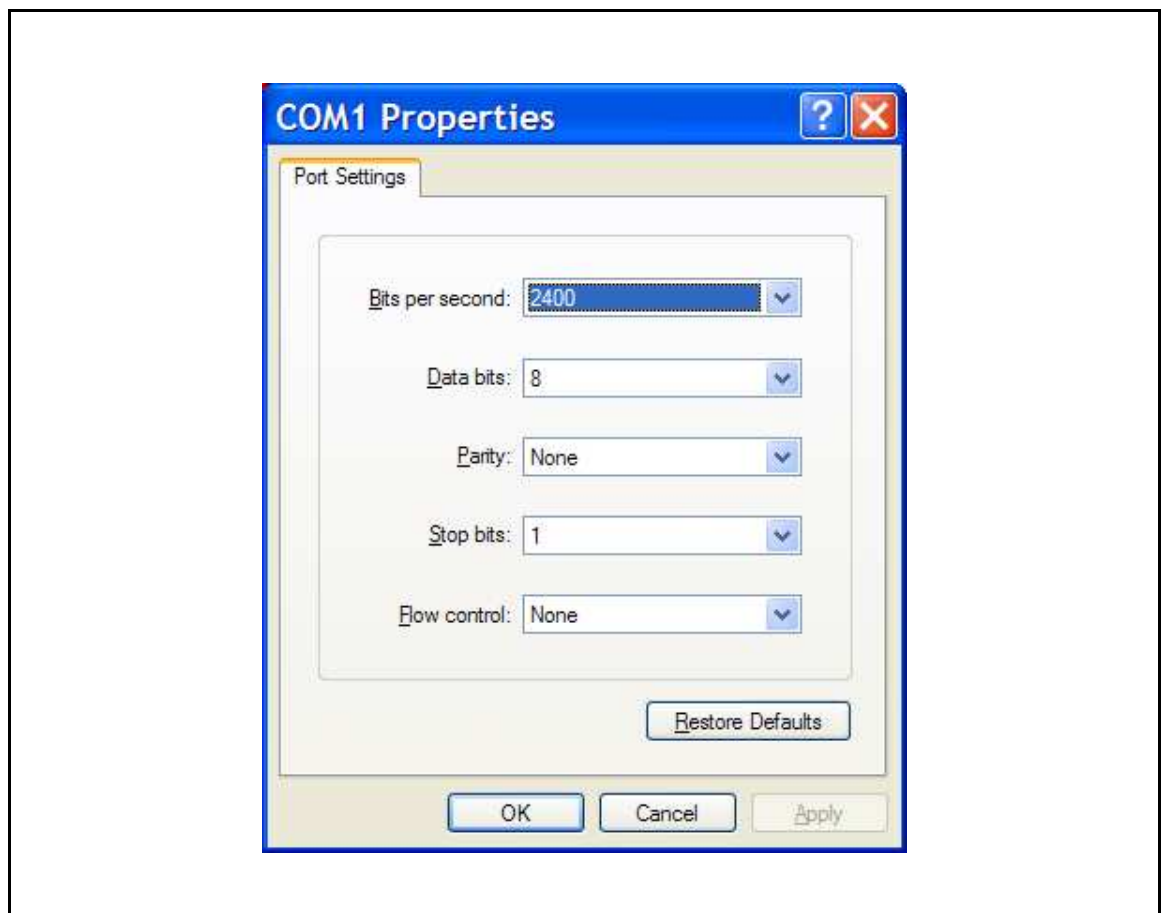 COM1 Properties
Port Settings
Bits per second: 2400
Data bits: 8
Parity: None
Stop bits: 1
Flow control: None
Restore Defaults
OK Cancel Apply